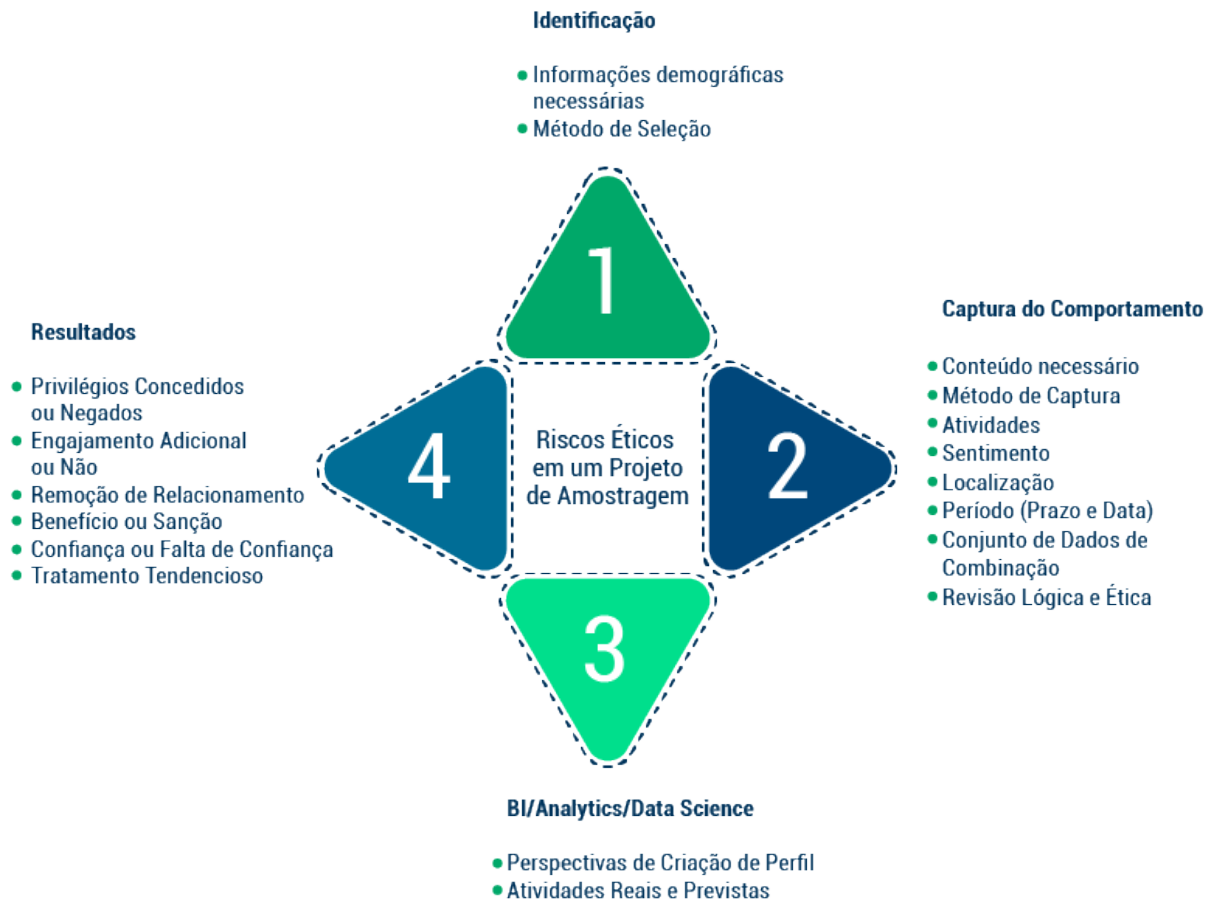 Identificação
Informações demográficas
necessárias
Método de Seleção
1
Captura do Comportamento
Conteúdo necessário
Método de Captura
Atividades
Sentimento
Localização
Período (Prazo e Data)
Conjunto de Dados de
Combinação
Revisão Lógica e Ética
2
Riscos Éticos
em um Projeto
de Amostragem
3
BI/Analytics/Data Science
Perspectivas de Criação de Perfil
Atividades Reais e Previstas
4
Resultados
Privilégios Concedidos
ou Negados
Engajamento Adicional
ou Não
Remoção de Relacionamento
Benefício ou Sanção
Confiança ou Falta de Confiança
Tratamento Tendencioso